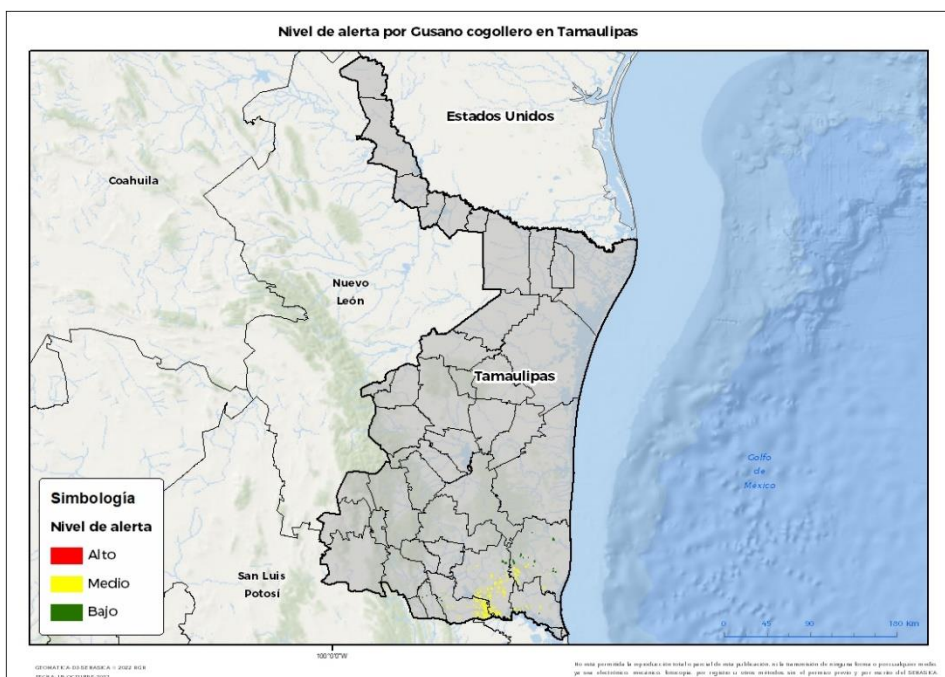 Nivel de alerta por Gusano cogollero en Tamaulipas
Estados Unidos
Coahuila
Nuevo
León
Tamaulipas
Golfo
de
México
Simbología
Nivel de alerta
Alto
Medio
Bajo
San Luis
Potosí
0 45 90 180 Km
100°0'0"W